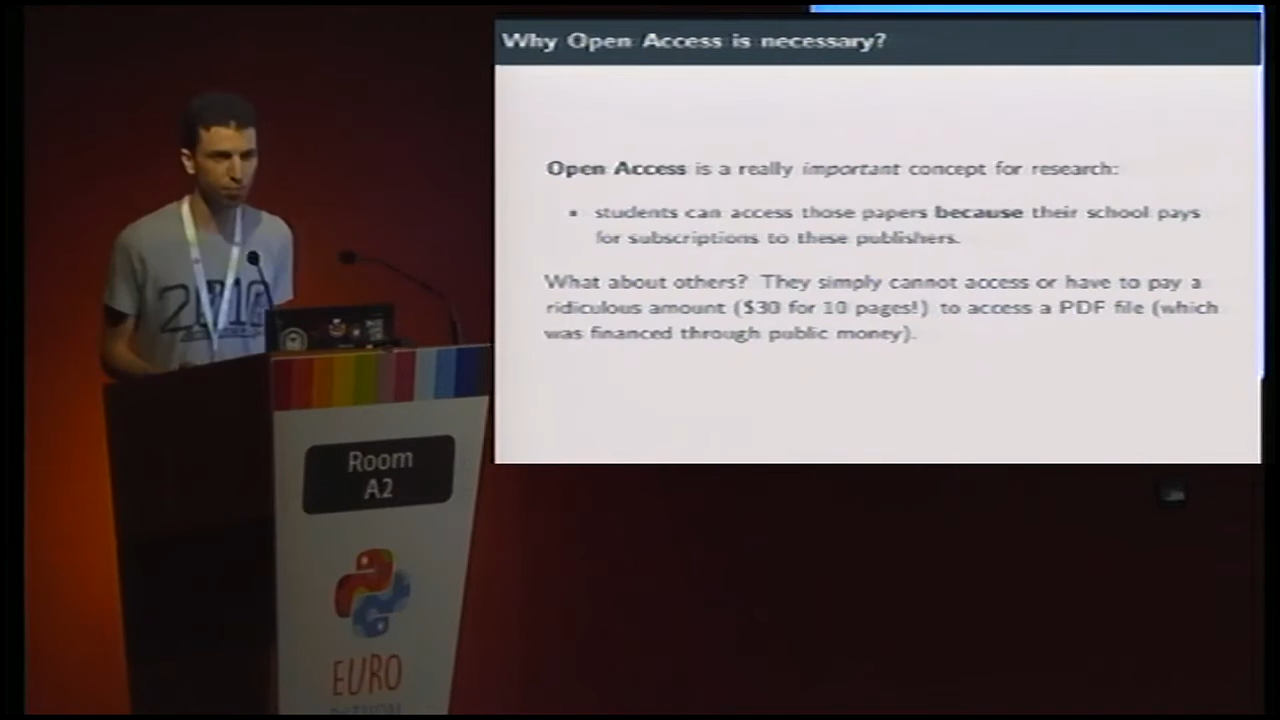 Why Open Access is necessary?
Open Access is a really important concept for research:
students can access those papers because their school pays
for subscriptions to these publishers.
What about others? They simply cannot access or have to pay a
ridiculous amount ($30 for 10 pages!) to access a PDF file (which
was financed through public money).
Room
A2
EURO